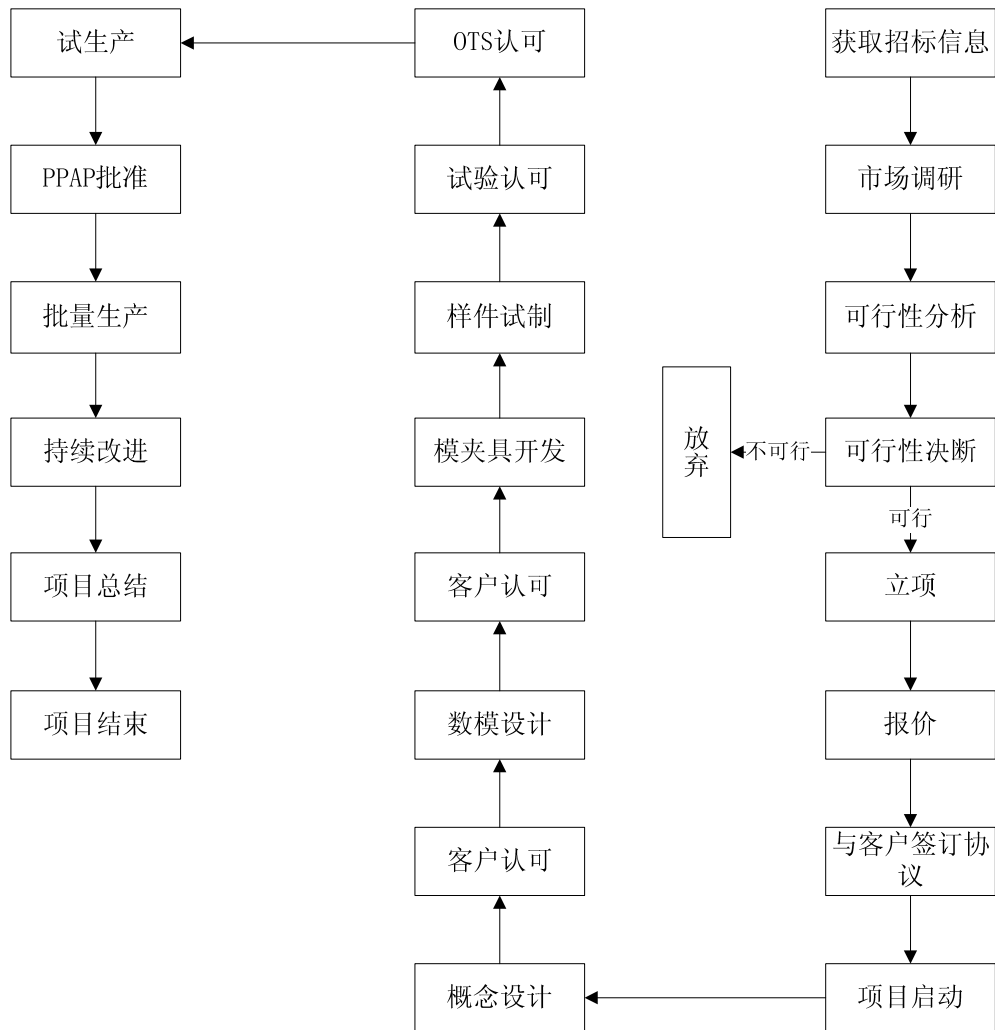 试生产
OTS认可
获取招标信息
PPAP批准
试验认可
市场调研
批量生产
样件试制
可行性分析
持续改进
模夹具开发
放
弃
不可行
可行性决断
可行
项目总结
客户认可
立项
项目结束
数模设计
报价
客户认可
与客户签订协
议
概念设计
项目启动